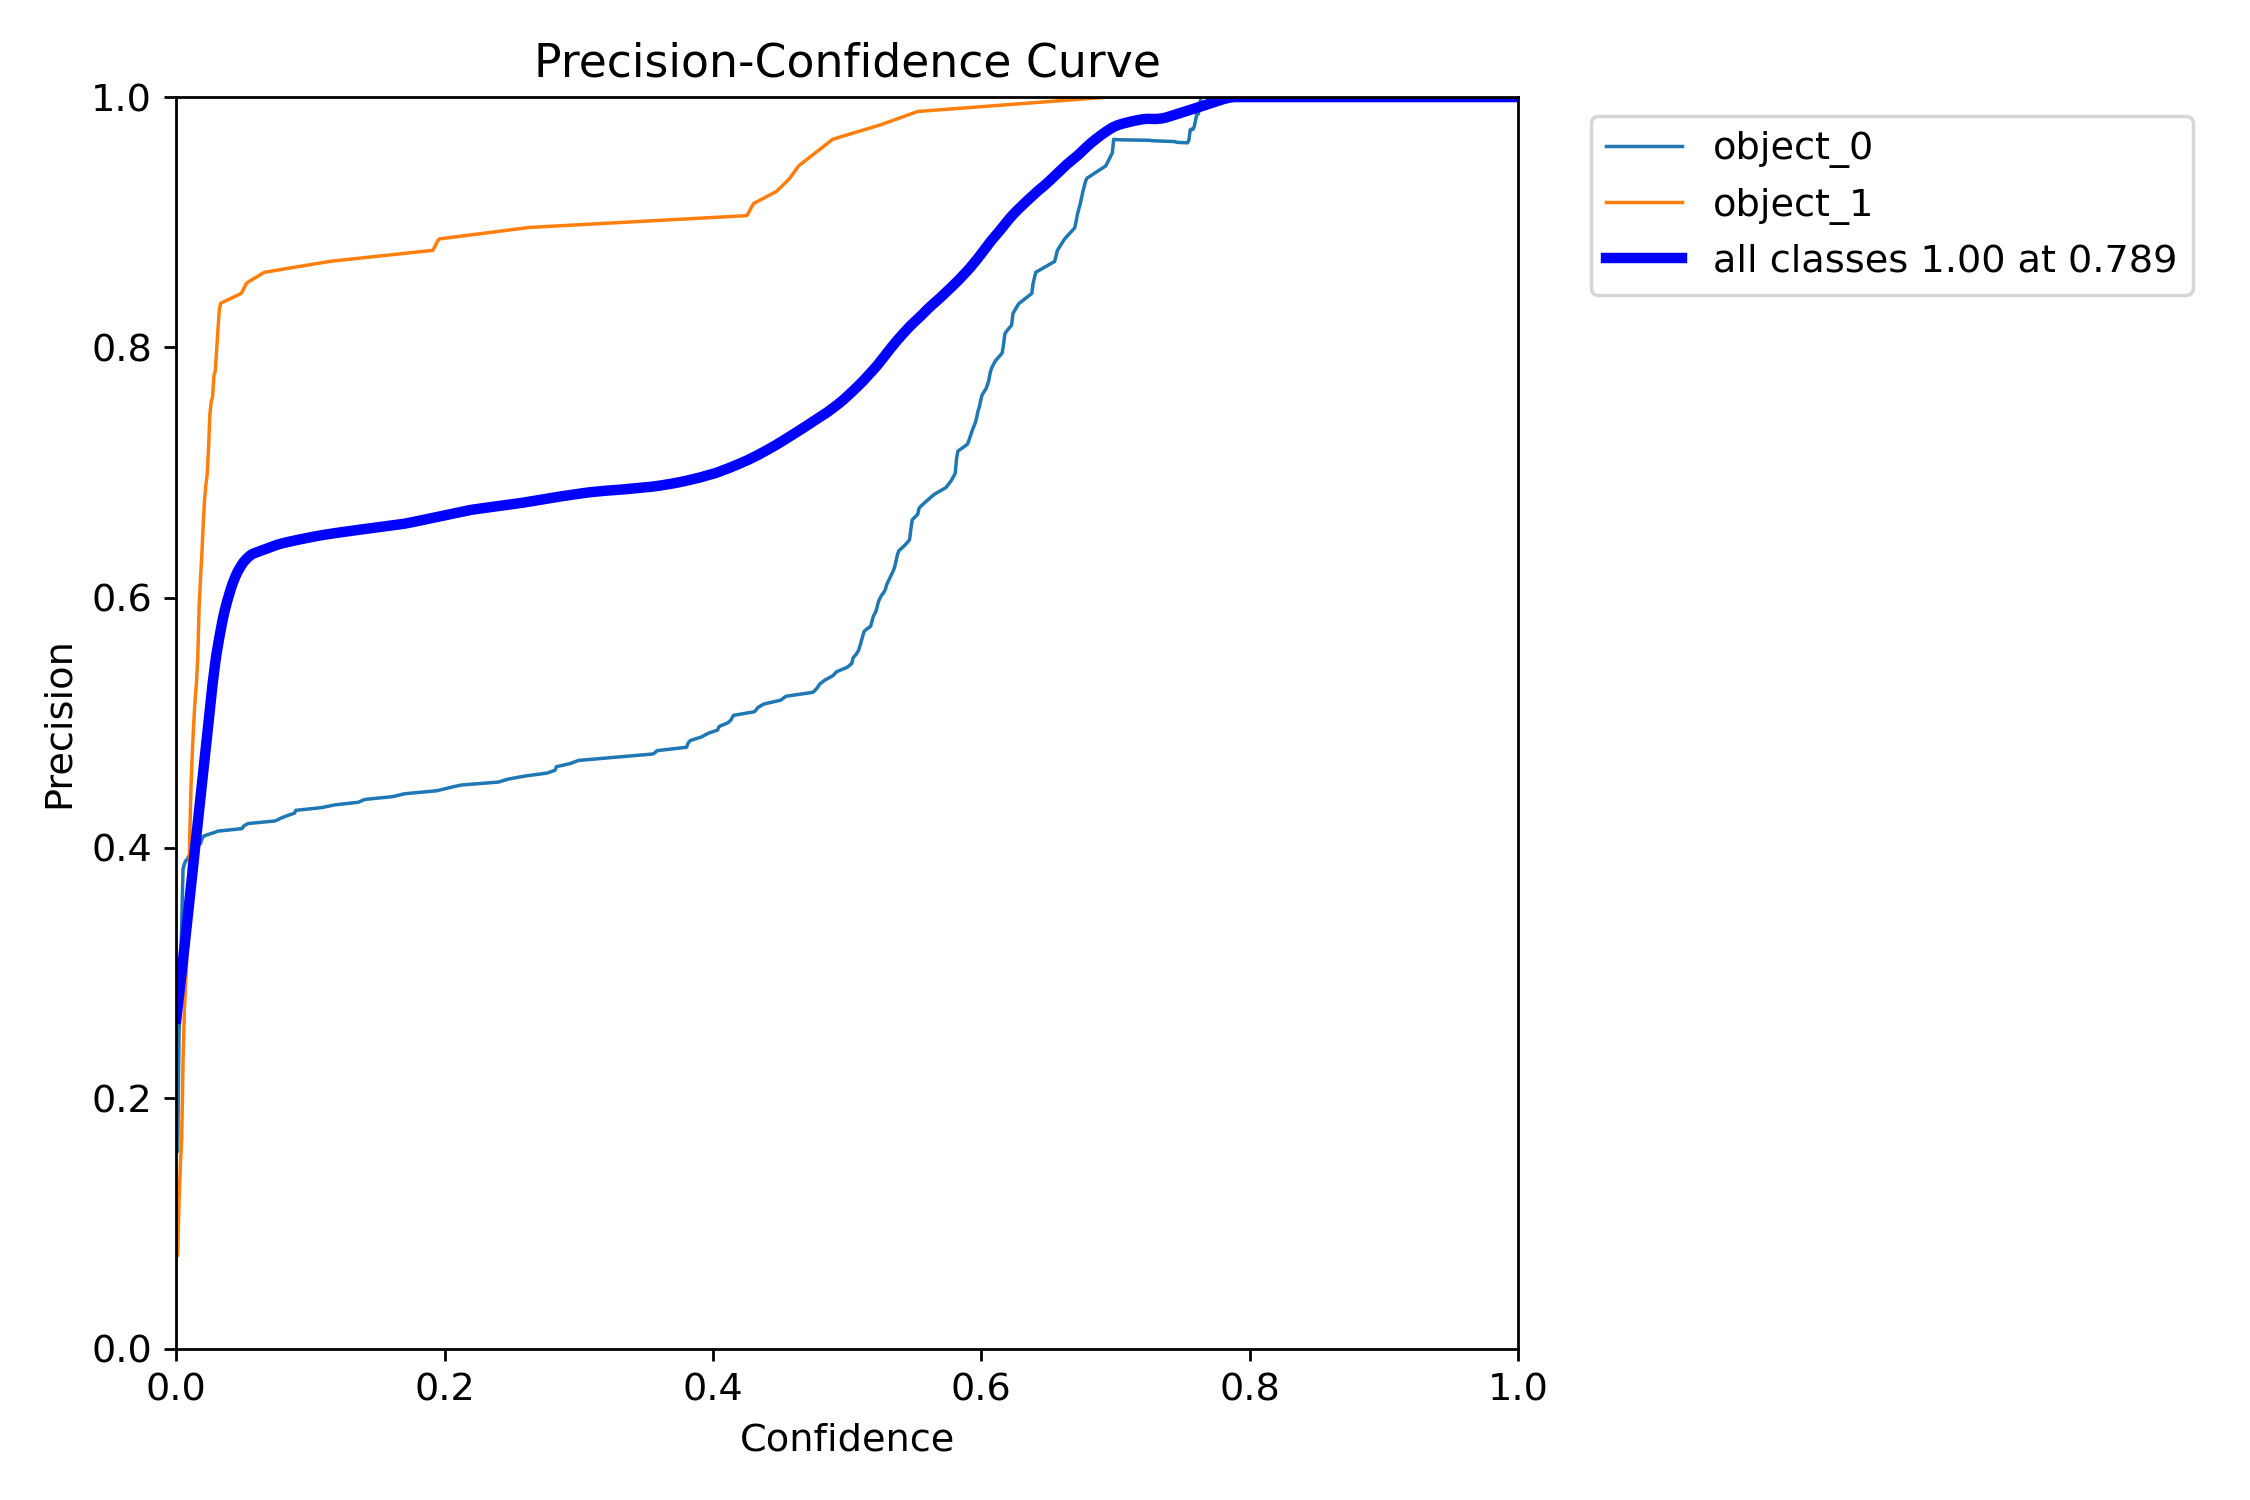 Precision-Confidence Curve
1.0
0.8
0.6
0.4
0.2
0.0
Precision
0.0 0.2 0.4 0.6 0.8 1.0
Confidence
object_0
object_1
all classes 1.00 at 0.789